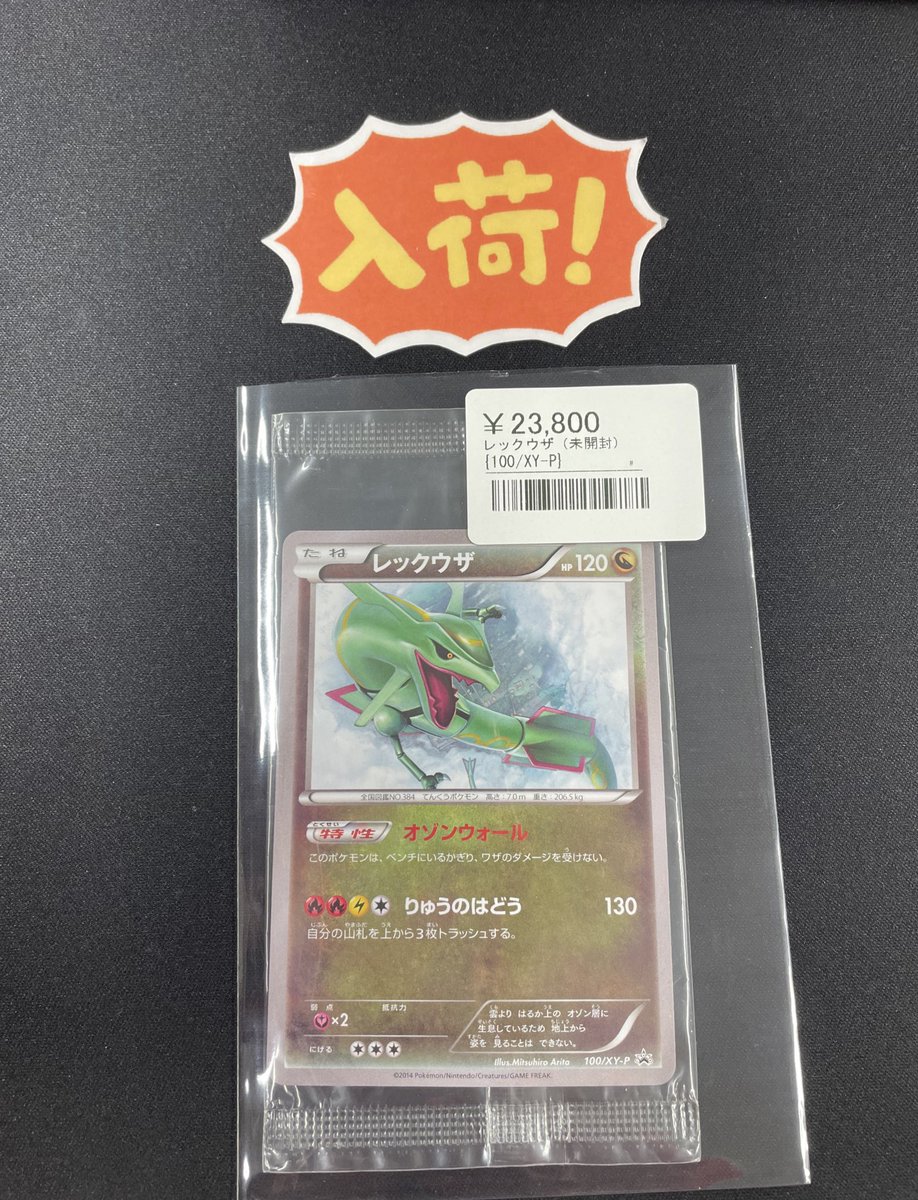 入荷!
¥23,800
レックウザ（未開封）
{100/XY-P}
たね レックウザ HP 120
全国図鑑NO.384 てんくうポケモン 高さ:7.0m 重さ:206.5kg
とくせい
特性 オゾンウォール
このポケモンは、ベンチにいるかぎり、ワザのダメージを受けない。
りゅうのはどう 130
自分の山札を上から3枚トラッシュする。
弱点 抵抗力
×2
にげる
雲より はるか上の オゾン層に
生息しているため 地上から
姿を 見ることは できない。
Illus.Mitsuhiro Arita 100/XY-P
©2014 Pokémon/Nintendo/Creatures/GAME FREAK.